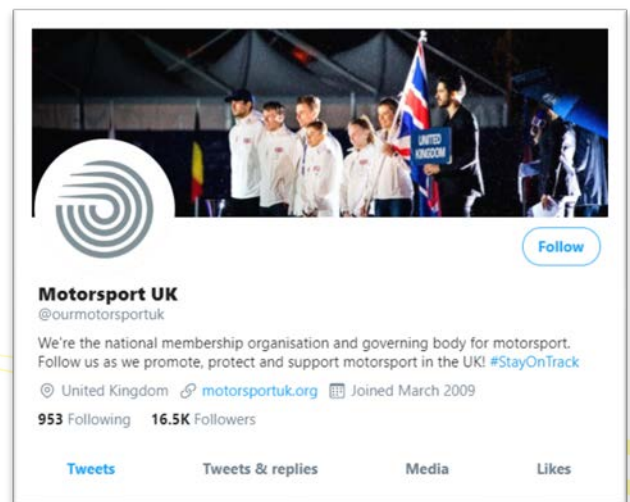 UNITED
KINGDOM
Follow
Motorsport UK
@ourmotorsportuk
We're the national membership organisation and governing body for motorsport.
Follow us as we promote, protect and support motorsport in the UK! #StayOnTrack
United Kingdom motorsportuk.org Joined March 2009
953 Following 16.5K Followers
Tweets Tweets & replies Media Likes